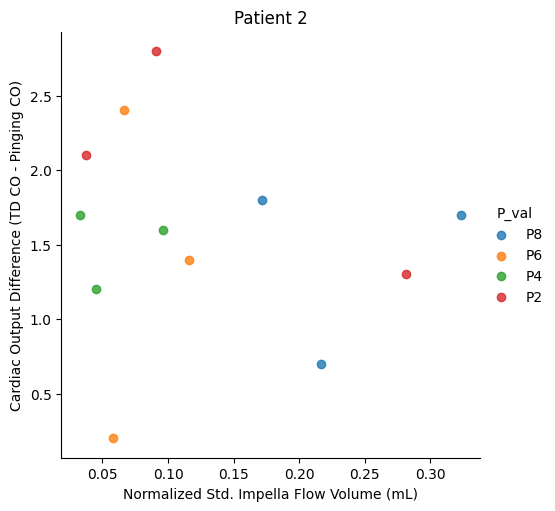 Patient 2
Cardiac Output Difference (TD CO - Pinging CO)
2.5
2.0
1.5
1.0
0.5
0.05
0.10
0.15
0.20
0.25
0.30
Normalized Std. Impella Flow Volume (mL)
P_val
P8
P6
P4
P2